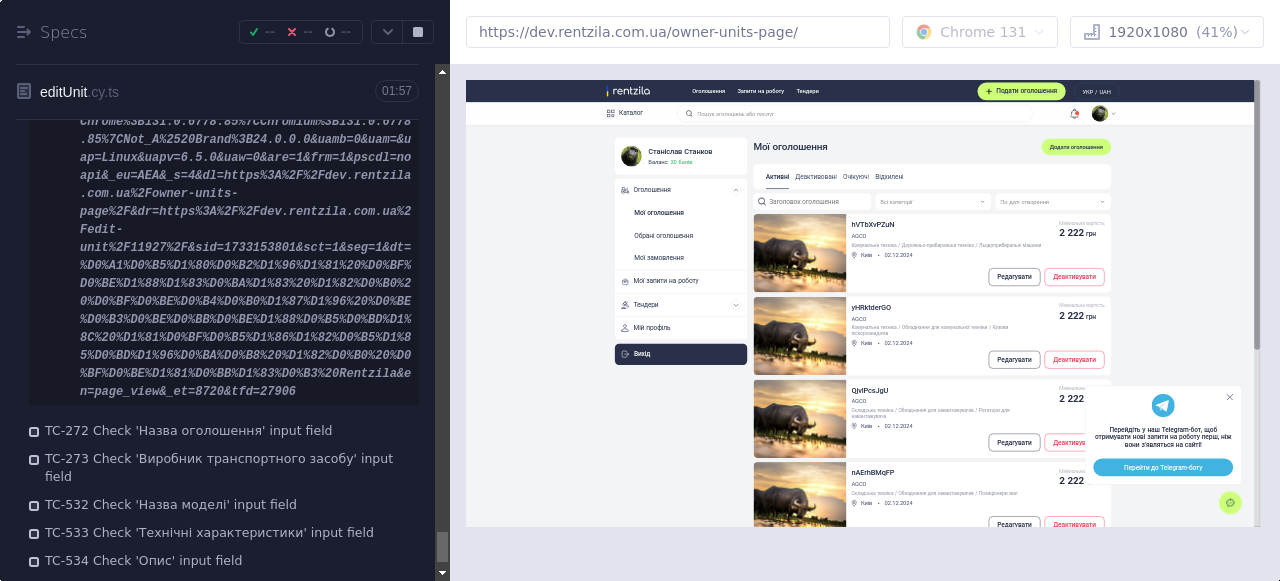 Specs
--
--
--
https://dev.rentzila.com.ua/owner-units-page/
Chrome 131
1920x1080 (41%)
editUnit.cy.ts
01:57
Chrome%3B131.0.6778.85%7CChromium%3B131.0.6778
.85%7CNot_A%2520Brand%3B24.0.0.0&uamb=0&uam=&u
ap=Linux&uapv=6.5.0&uaw=0&are=1&frm=1&pscdl=no
api&_eu=AEA&_s=4&dl=https%3A%2F%2Fdev.rentzila
.com.ua%2Fowner-units-
page%2F&dr=https%3A%2F%2Fdev.rentzila.com.ua%2
Fedit-
unit%2F11927%2F&sid=1733153801&sct=1&seg=1&dt=
%D0%A1%D0%B5%D1%80%D0%B2%D1%96%D1%81%20%D0%BF%
D0%BE%D1%88%D1%83%D0%BA%D1%83%20%D1%82%D0%B0%2
0%D0%BF%D0%BE%D0%B4%D0%B0%D1%87%D1%96%20%D0%BE
%D0%B3%D0%BE%D0%BB%D0%BE%D1%88%D0%B5%D0%BD%D1%
8C%20%D1%81%D0%BF%D0%B5%D1%86%D1%82%D0%B5%D1%8
5%D0%BD%D1%96%D0%BA%D0%B8%20%D1%82%D0%B0%20%D0
%BF%D0%BE%D1%81%D0%BB%D1%83%D0%B3%20Rentzila&e
n=page_view&_et=8720&tfd=27906
TC-272 Check 'Назва оголошення' input field
TC-273 Check 'Виробник транспортного засобу' input
field
TC-532 Check 'Назва моделі' input field
TC-533 Check 'Технічні характеристики' input field
TC-534 Check 'Опис' input field
rentzila
Оголошення
Запити на роботу
Тендери
Подати оголошення
УКР / UAH
Каталог
Пошук оголошень або послуг
Станіслав Станков
Баланс: 20 балів
Оголошення
Мої оголошення
Обрані оголошення
Мої замовлення
Мої запити на роботу
Тендери
Мій профіль
Вихід
Мої оголошення
Додати оголошення
Активні
Деактивовані
Очікуючі
Відхилені
Заголовок оголошення
Всі категорії
По даті створення
hVTbXvPZuN
AGCO
Комунальна техніка / Дорожньо-прибиральна техніка / Льодоприбиральні машини
Київ • 02.12.2024
Мінімальна вартість
2 222 грн
Редагувати
Деактивувати
yHRktderGO
AGCO
Комунальна техніка / Обладнання для комунальної техніки / Кузови
Київ • 02.12.2024
Мінімальна вартість
2 222 грн
Редагувати
Деактивувати
QjviPcsJgU
AGCO
Складська техніка / Обладнання для навантажувачів / Ротатори для
навантажувача
Київ • 02.12.2024
2 222
Редагувати
nAErhBMqFP
AGCO
Складська техніка / Обладнання для навантажувачів / Позиціонери вил
Київ • 02.12.2024
2 222
Редагувати
Деактивувати
Перейдіть у наш Telegram-бот, щоб
отримувати нові запити на роботу перш, ніж
вони з'являться на сайті!
Перейти до Telegram-боту